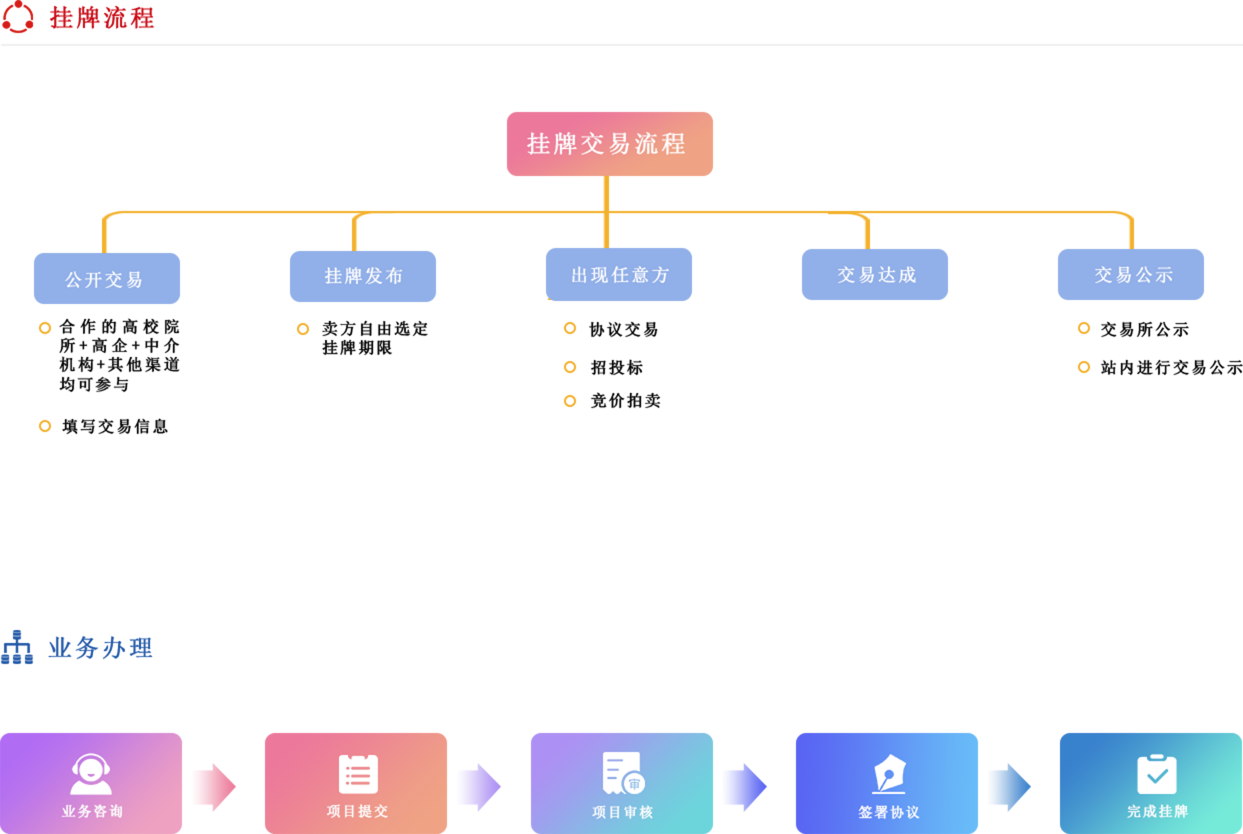 挂牌流程
挂牌交易流程
公开交易
挂牌发布
出现任意方
交易达成
交易公示
合作的高校院
所+高企+中介
机构+其他渠道
均可参与
填写交易信息
卖方自由选定
挂牌期限
协议交易
招投标
竞价拍卖
交易所公示
站内进行交易公示
业务办理
业务咨询
项目提交
审
项目审核
签署协议
完成挂牌